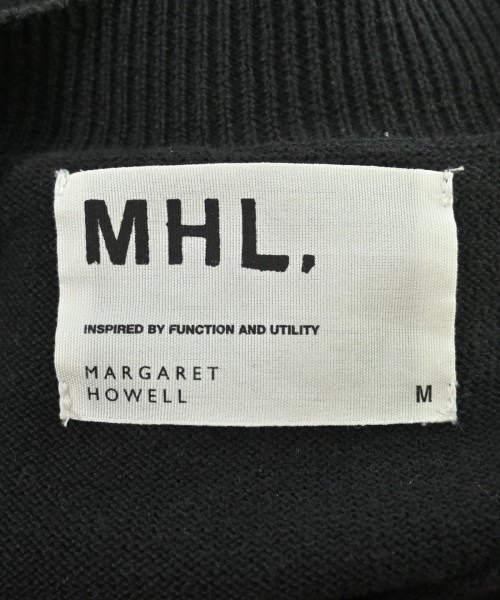 MHL.
INSPIRED BY FUNCTION AND UTILITY
MARGARET
HOWELL
M